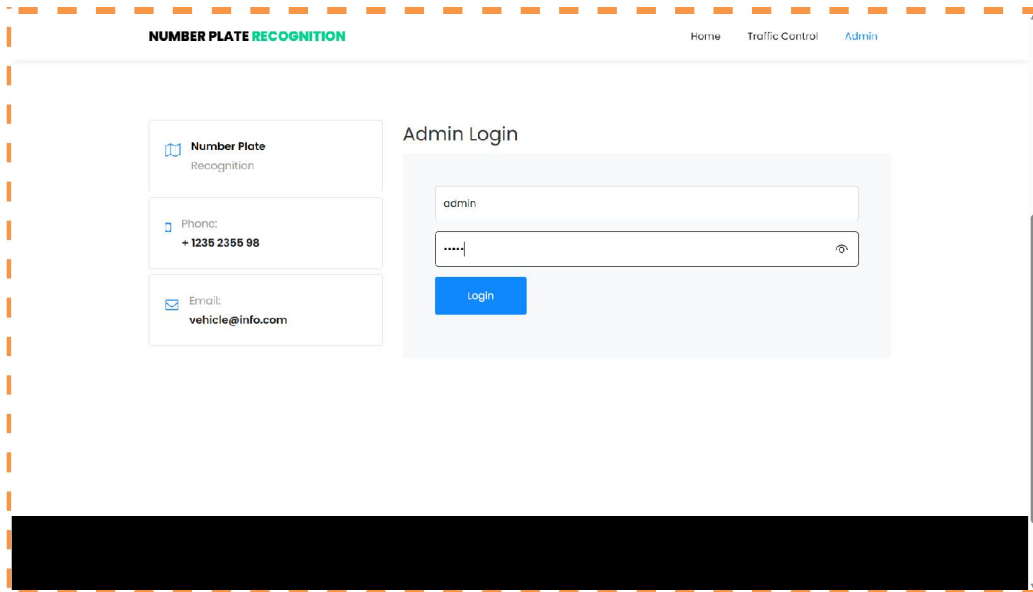 NUMBER PLATE RECOGNITION
Home Traffic Control Admin
Number Plate
Recognition
Phone:
+ 1235 2355 98
Email:
vehicle@info.com
Admin Login
admin
•••••
Login